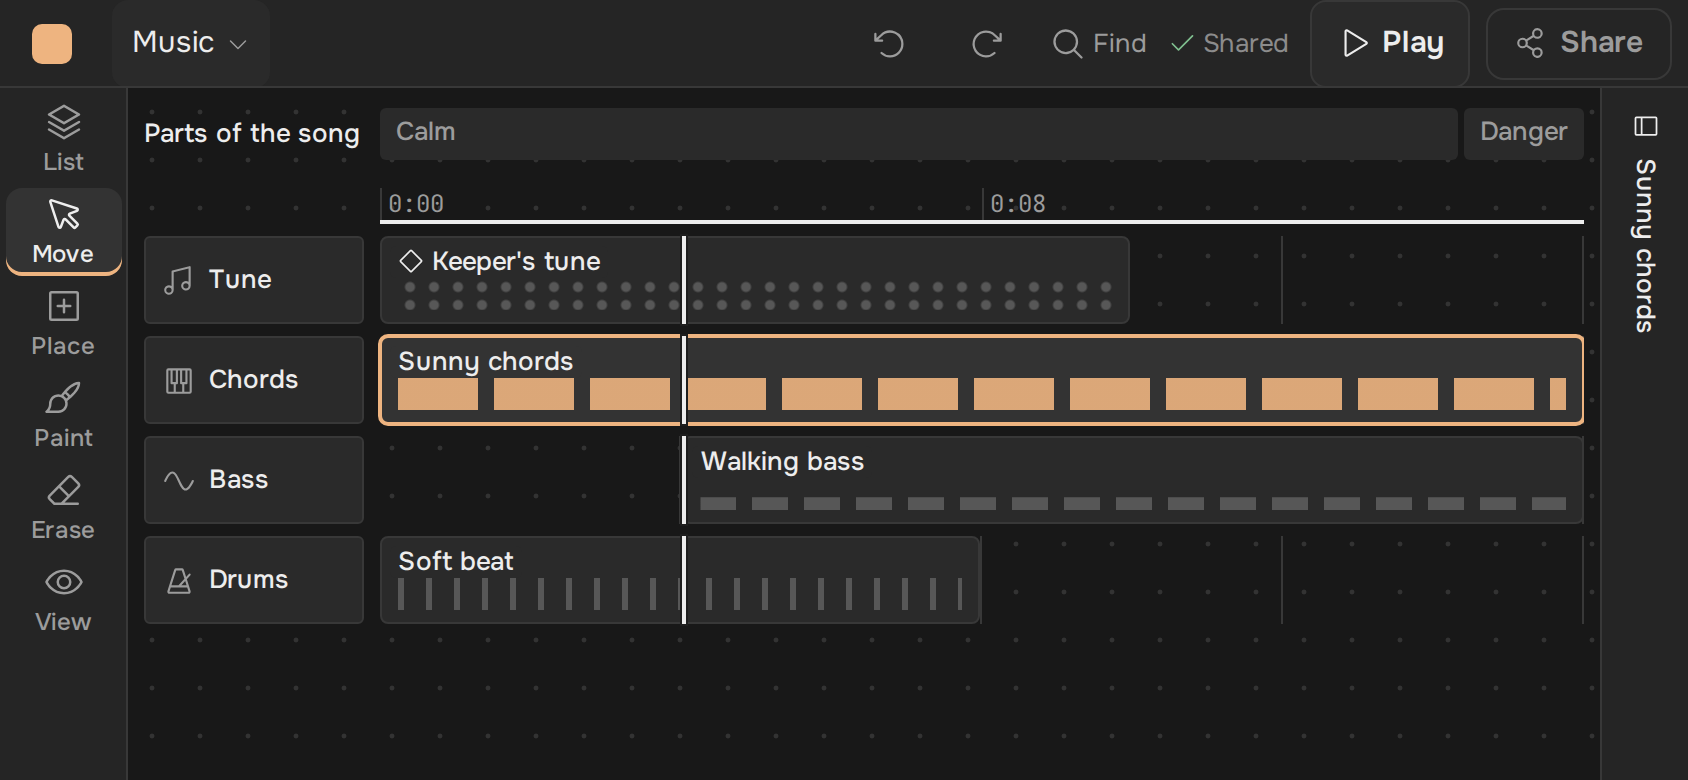 Music
Find
Shared
Play
Share
List
Move
Place
Paint
Erase
View
Parts of the song
Calm
Danger
0:00
0:08
Tune
Keeper's tune
Chords
Sunny chords
Bass
Walking bass
Drums
Soft beat
Sunny chords